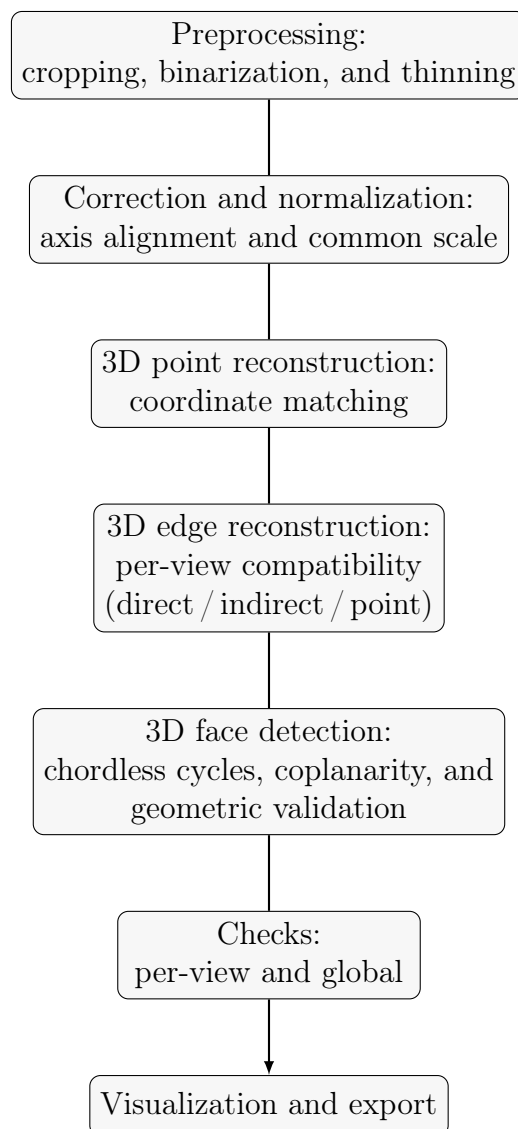 Preprocessing:
cropping, binarization, and thinning
Correction and normalization:
axis alignment and common scale
3D point reconstruction:
coordinate matching
3D edge reconstruction:
per-view compatibility
(direct / indirect / point)
3D face detection:
chordless cycles, coplanarity, and
geometric validation
Checks:
per-view and global
Visualization and export